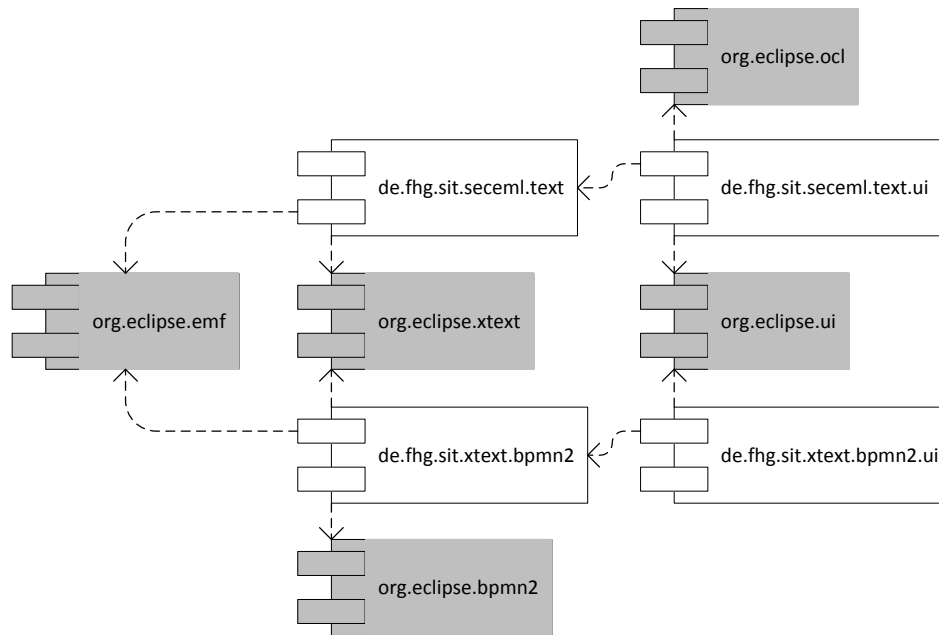 org.eclipse.ocl
de.fhg.sit.seceml.text
de.fhg.sit.seceml.text.ui
org.eclipse.emf
org.eclipse.xtext
org.eclipse.ui
de.fhg.sit.xtext.bpmn2
de.fhg.sit.xtext.bpmn2.ui
org.eclipse.bpmn2